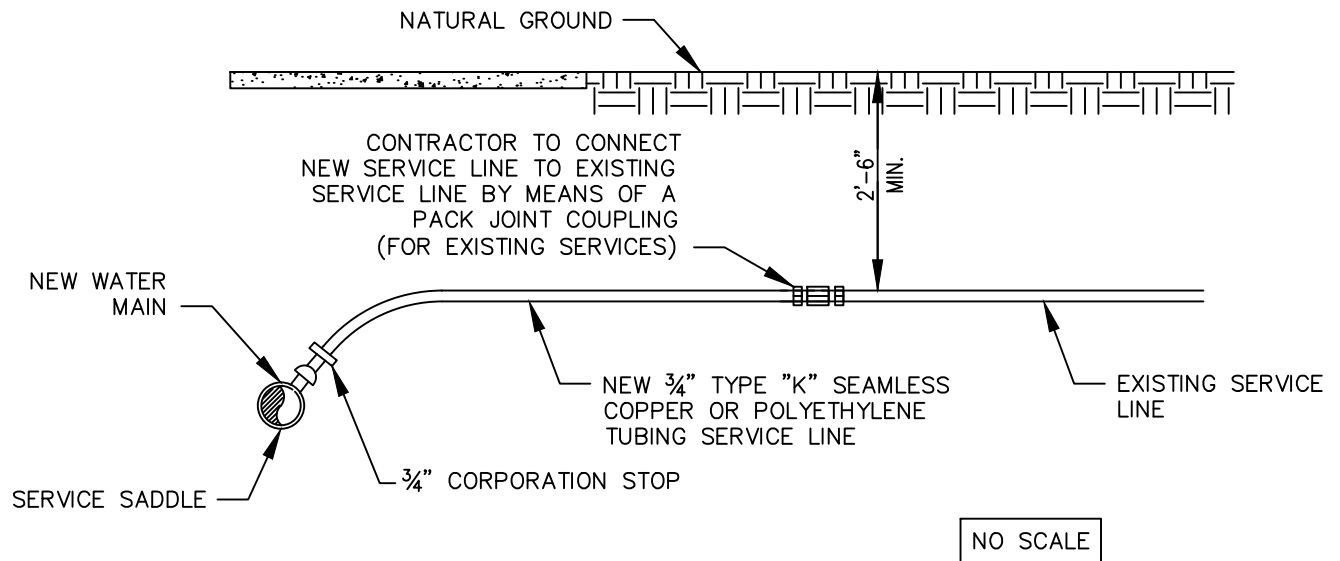 NATURAL GROUND
CONTRACTOR TO CONNECT
NEW SERVICE LINE TO EXISTING
SERVICE LINE BY MEANS OF A
PACK JOINT COUPLING
(FOR EXISTING SERVICES)
2'-6"
MIN.
NEW WATER
MAIN
NEW ¾" TYPE "K" SEAMLESS
COPPER OR POLYETHYLENE
TUBING SERVICE LINE
EXISTING SERVICE
LINE
¾" CORPORATION STOP
SERVICE SADDLE
NO SCALE